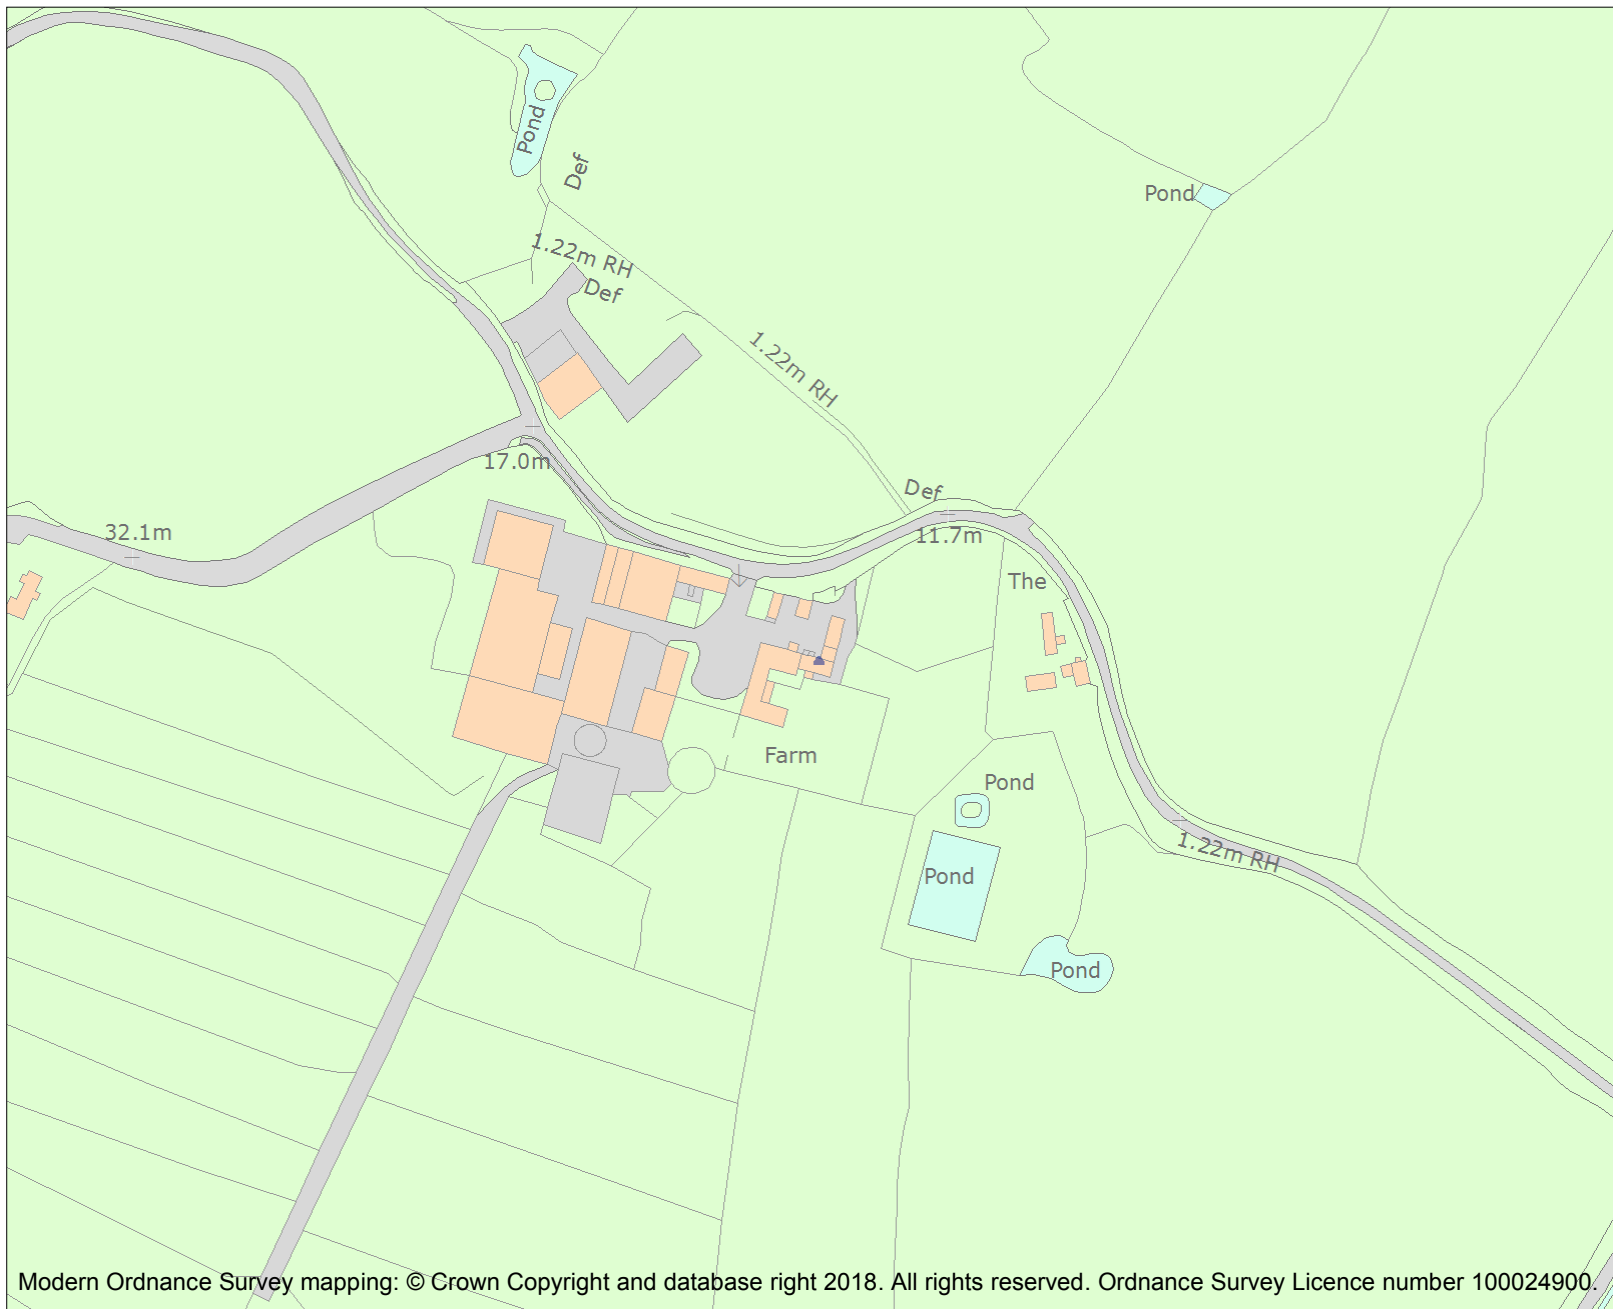 Pond
Def
Pond
1.22m RH
Def
1.22m RH
17.0m
Def
32.1m
11.7m
The
Farm
Pond
1.22m RH
Pond
Pond
Modern Ordnance Survey mapping: © Crown Copyright and database right 2018. All rights reserved. Ordnance Survey Licence number 100024900.